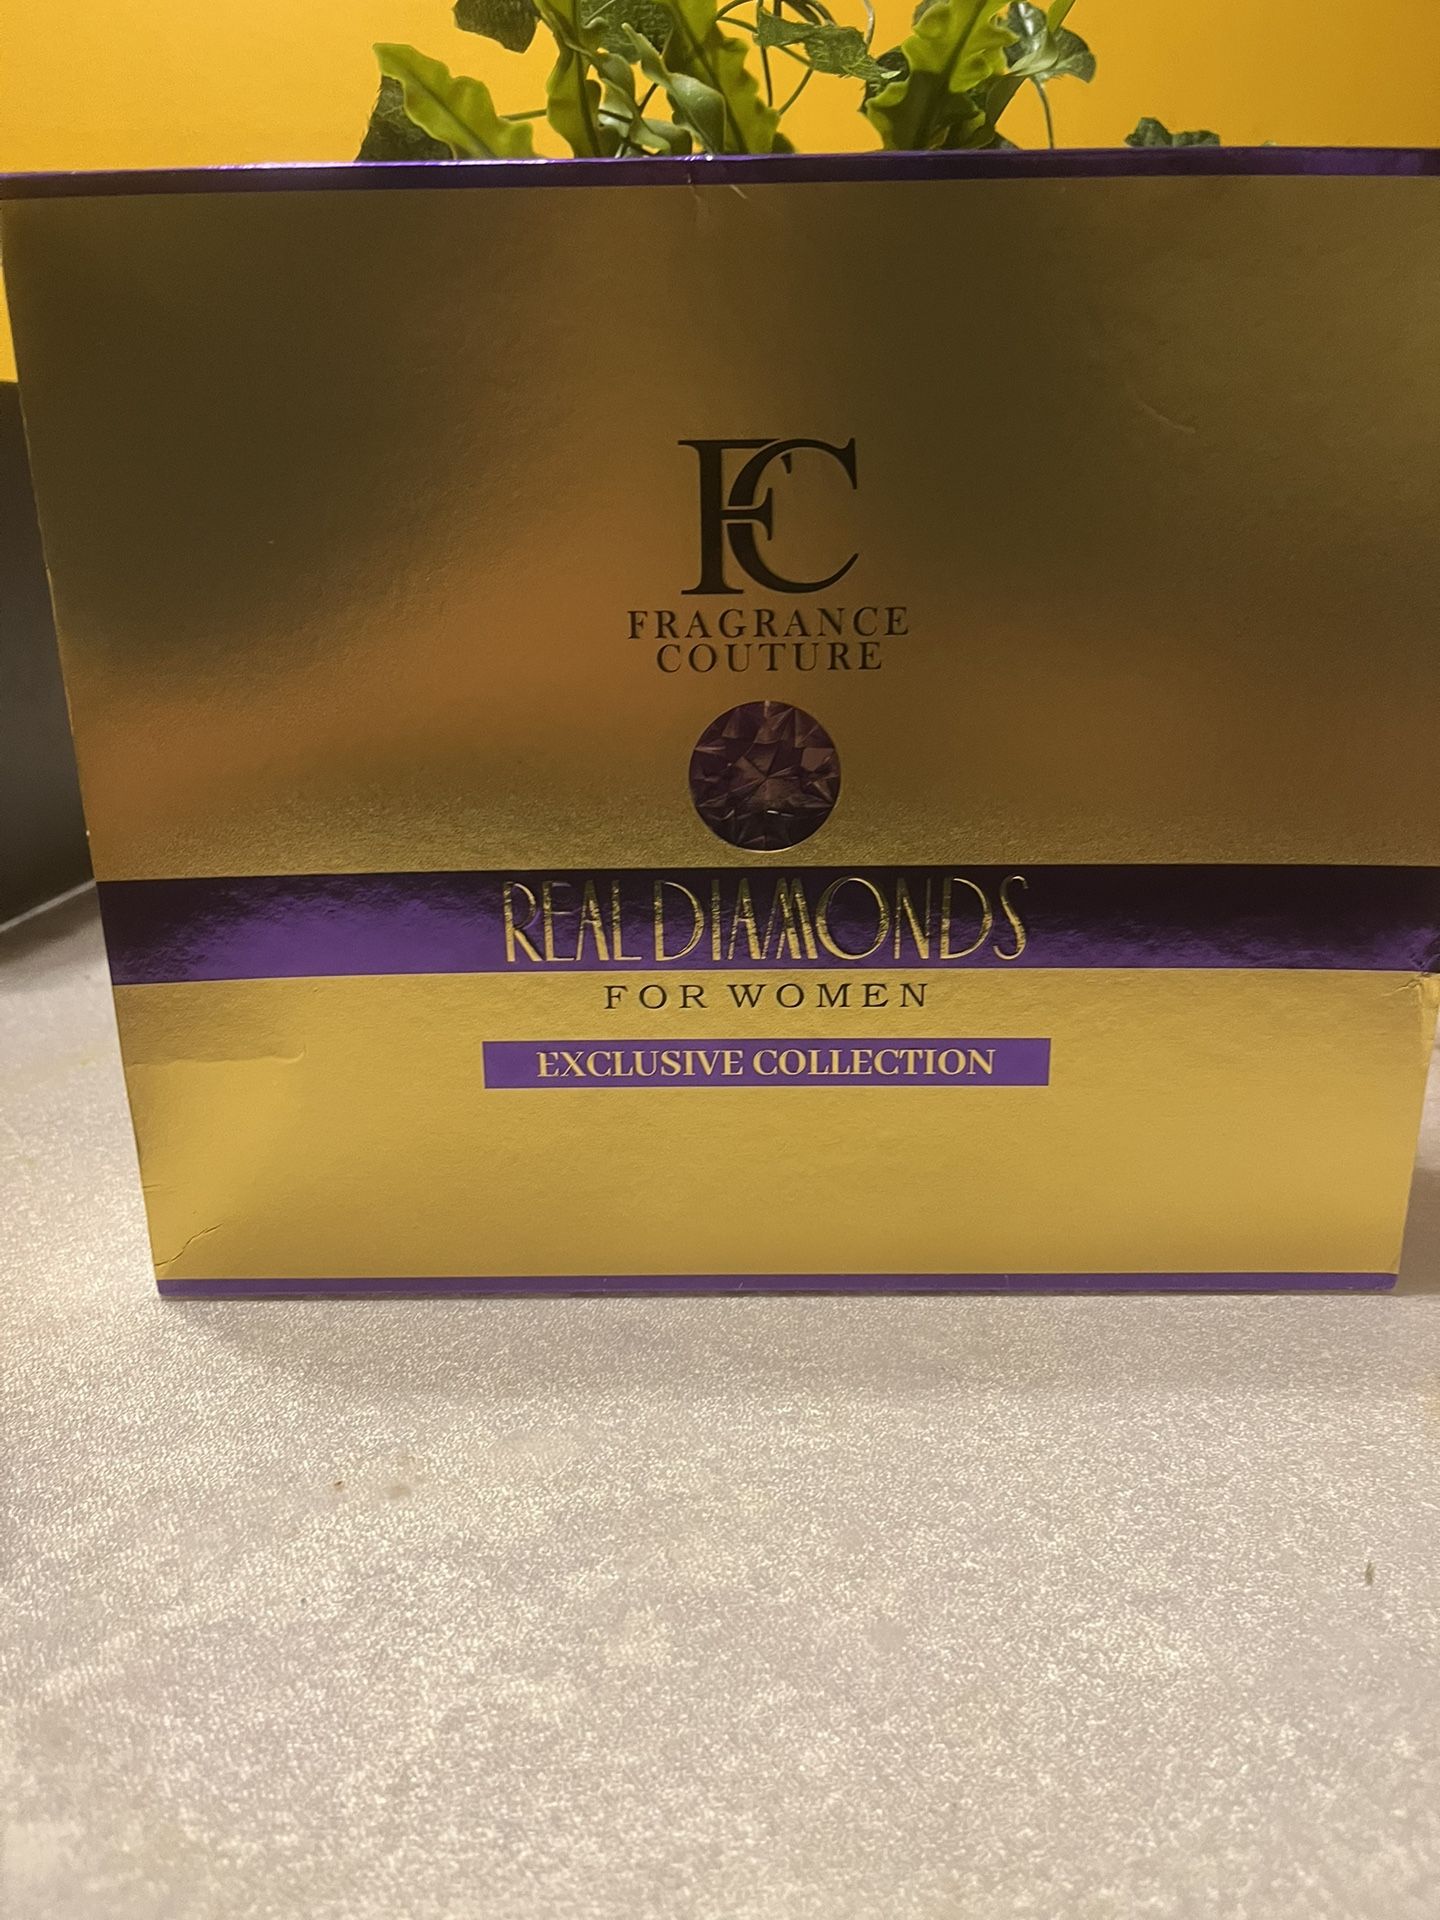 FC
FRAGRANCE
COUTURE
REAL DIAMONDS
FOR WOMEN
EXCLUSIVE COLLECTION